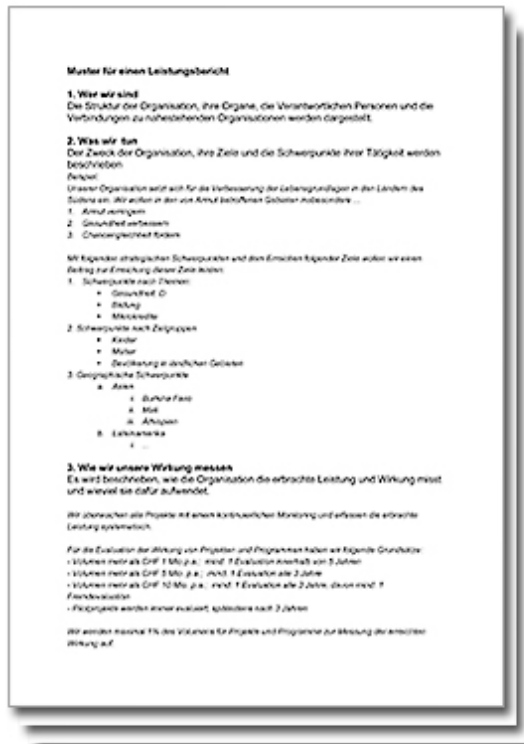 Muster für einen Leistungsbericht
1. Wer wir sind
Die Struktur der Organisation, ihre Organe, die Verantwortlichen Personen und die
Verbindungen zu nahestehenden Organisationen werden dargestellt.
2. Was wir tun
Der Zweck der Organisation, ihre Ziele und die Schwerpunkte ihrer Tätigkeit werden
beschrieben
Beispiel:
Unserer Organisation setzt sich für die Verbesserung der Lebensgrundlagen in den Ländern des
Südens ein. Wir wollen in den von Armut betroffenen Gebieten insbesondere ...
1. Armut verringern
2. Gesundheit verbessern
3. Chancengleichheit fördern
Mit folgenden strategischen Schwerpunkten und dem Erreichen folgender Ziele wollen wir einen
Beitrag zur Erreichung dieser Ziele leisten:
1. Schwerpunkte nach Themen:
• Gesundheit
• Bildung
• Mikrokredite
2. Schwerpunkte nach Zielgruppen
• Kinder
• Mütter
• Bevölkerung in ländlichen Gebieten
3. Geographische Schwerpunkte
a. Asien
i. Burkina Faso
ii. Mali
iii. Äthiopien
b. Lateinamerika
i. ...
3. Wie wir unsere Wirkung messen
Es wird beschrieben, wie die Organisation die erbrachte Leistung und Wirkung misst
und wieviel sie dafür aufwendet.
Wir überwachen alle Projekte mit einem kontinuierlichen Monitoring und erfassen die erbrachte
Leistung systematisch.
Für die Evaluation der Wirkung von Projekten und Programmen haben wir folgende Grundsätze:
- Volumen mehr als CHF 1 Mio p.a.; mind. 1 Evaluation innerhalb von 5 Jahren
- Volumen mehr als CHF 5 Mio. p.a.; mind. 1 Evaluation alle 3 Jahre
- Volumen mehr als CHF 10 Mio. p.a.; mind. 1 Evaluation alle 3 Jahre, davon mind. 1
Fremdevaluation
- Pilotprojekte werden immer evaluiert, spätestens nach 3 Jahren
Wir wenden maximal 1% des Volumens für Projekte und Programme zur Messung der erreichten
Wirkung auf.